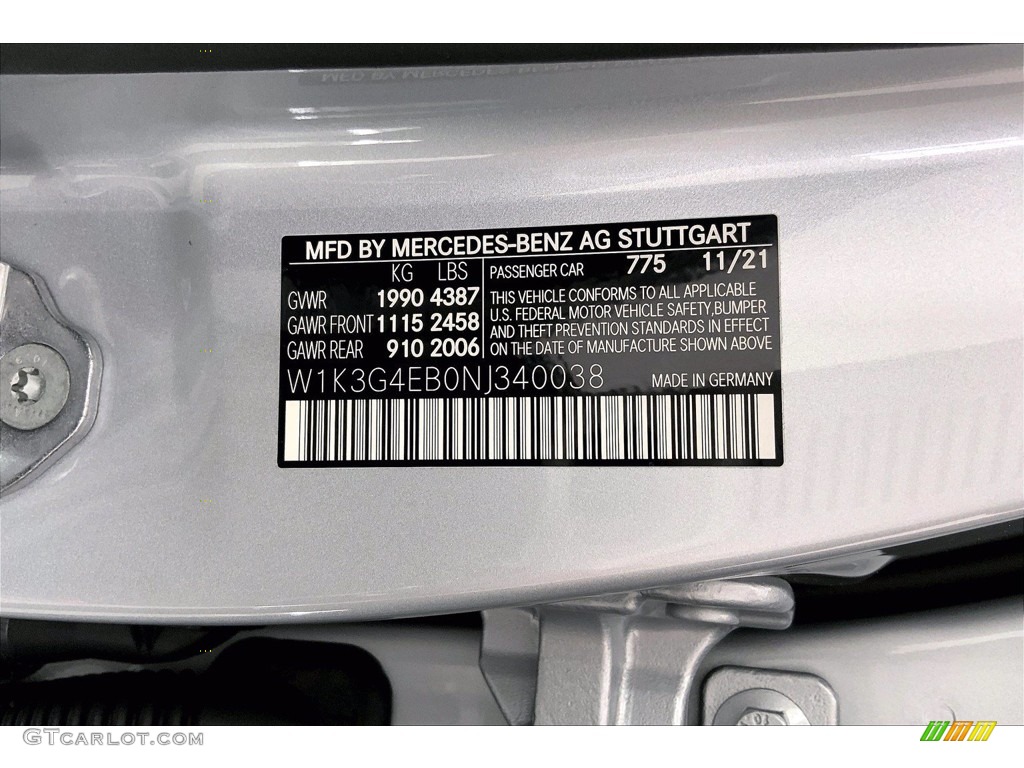 MFD BY MERCEDES-BENZ AG STUTTGART
KG LBS PASSENGER CAR 775 11/21
GVWR 1990 4387
GAWR FRONT 1115 2458
GAWR REAR 910 2006
THIS VEHICLE CONFORMS TO ALL APPLICABLE
U.S. FEDERAL MOTOR VEHICLE SAFETY,BUMPER
AND THEFT PREVENTION STANDARDS IN EFFECT
ON THE DATE OF MANUFACTURE SHOWN ABOVE
W1K3G4EB0NJ340038 MADE IN GERMANY
GTCarlot.com